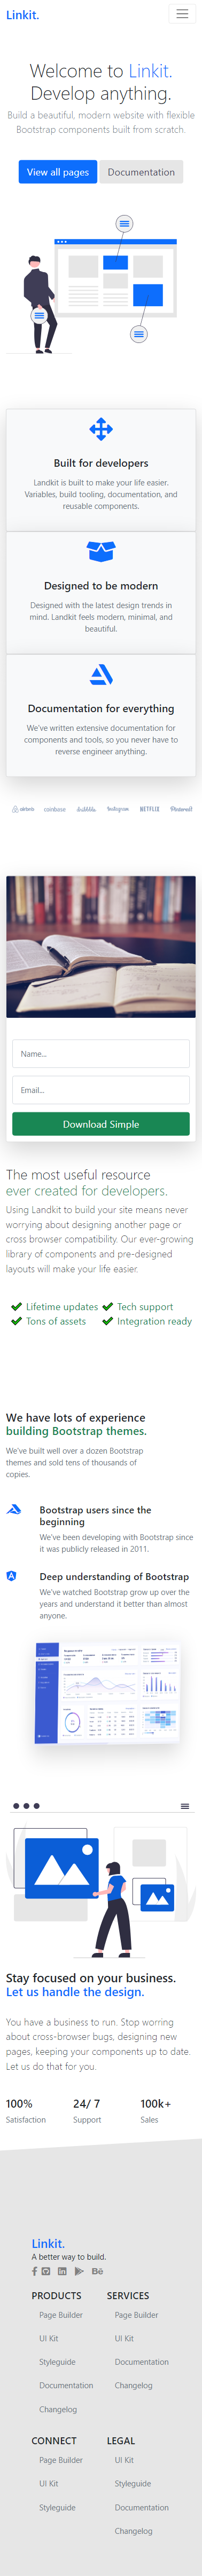 Linkit.
Welcome to Linkit.
Develop anything.
Build a beautiful, modern website with flexible
Bootstrap components built from scratch.
View all pages
Documentation
Built for developers
Landkit is built to make your life easier.
Variables, build tooling, documentation, and
reusable components.
Designed to be modern
Designed with the latest design trends in
mind. Landkit feels modern, minimal, and
beautiful.
Documentation for everything
We've written extensive documentation for
components and tools, so you never have to
reverse engineer anything.
airbnb coinbase dribbble Instagram NETFLIX Pinterest
Name...
Email...
Download Simple
The most useful resource
ever created for developers.
Using Landkit to build your site means never
worrying about designing another page or
cross browser compatibility. Our ever-growing
library of components and pre-designed
layouts will make your life easier.
Lifetime updates
Tech support
Tons of assets
Integration ready
We have lots of experience
building Bootstrap themes.
We've built well over a dozen Bootstrap
themes and sold tens of thousands of
copies.
Bootstrap users since the
beginning
We've been developing with Bootstrap since
it was publicly released in 2011.
Deep understanding of Bootstrap
We've watched Bootstrap grow up over the
years and understand it better than almost
anyone.
Stay focused on your business.
Let us handle the design.
You have a business to run. Stop worring
about cross-browser bugs, designing new
pages, keeping your components up to date.
Let us do that for you.
100%
Satisfaction
24/ 7
Support
100k+
Sales
Linkit.
A better way to build.
PRODUCTS
Page Builder
UI Kit
Styleguide
Documentation
Changelog
SERVICES
Page Builder
UI Kit
Documentation
Changelog
CONNECT
Page Builder
UI Kit
Styleguide
LEGAL
UI Kit
Styleguide
Documentation
Changelog